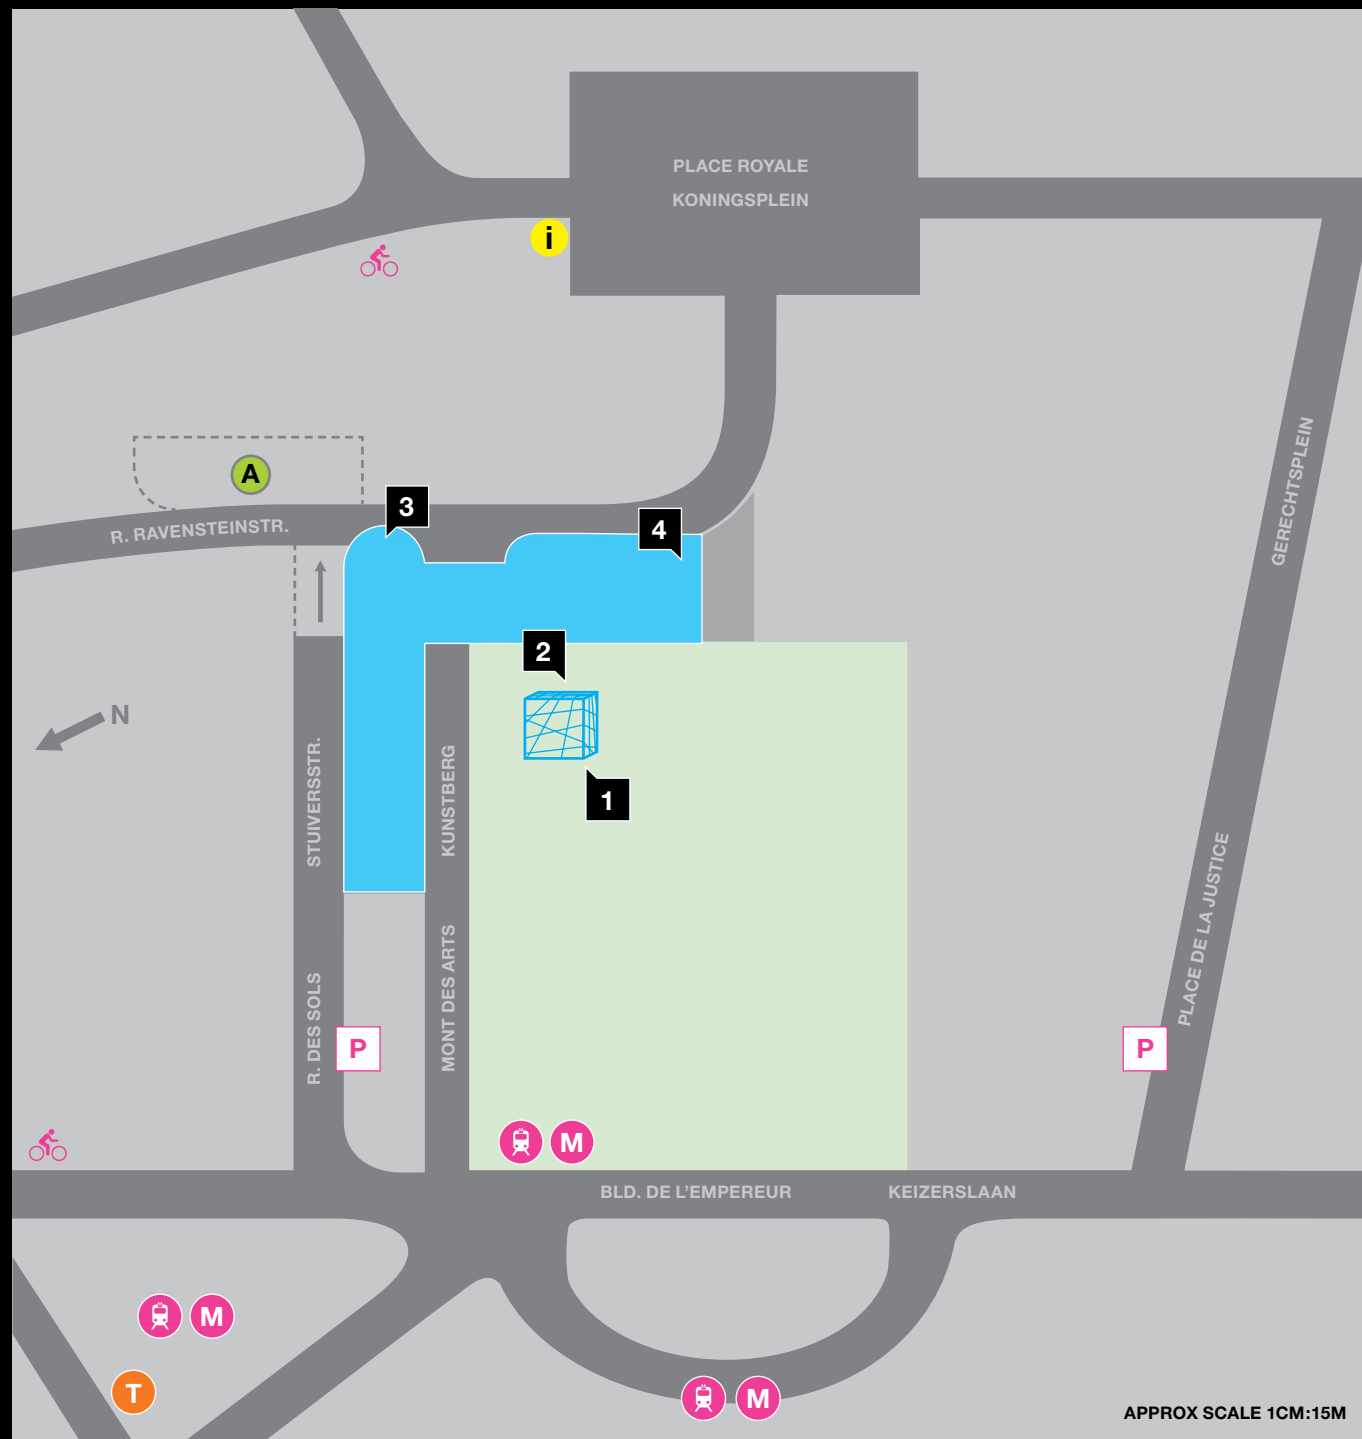 PLACE ROYALE
KONINGSPLEIN
i
A
3
R. RAVENSTEINSTR.
4
GERECHTSPLEIN
2
N
STUIVERSSTR.
KUNSTBERG
1
PLACE DE LA JUSTICE
R. DES SOLS
MONT DES ARTS
P
P
M
BLD. DE L'EMPEREUR
KEIZERSLAAN
M
T
M
APPROX SCALE 1CM:15M